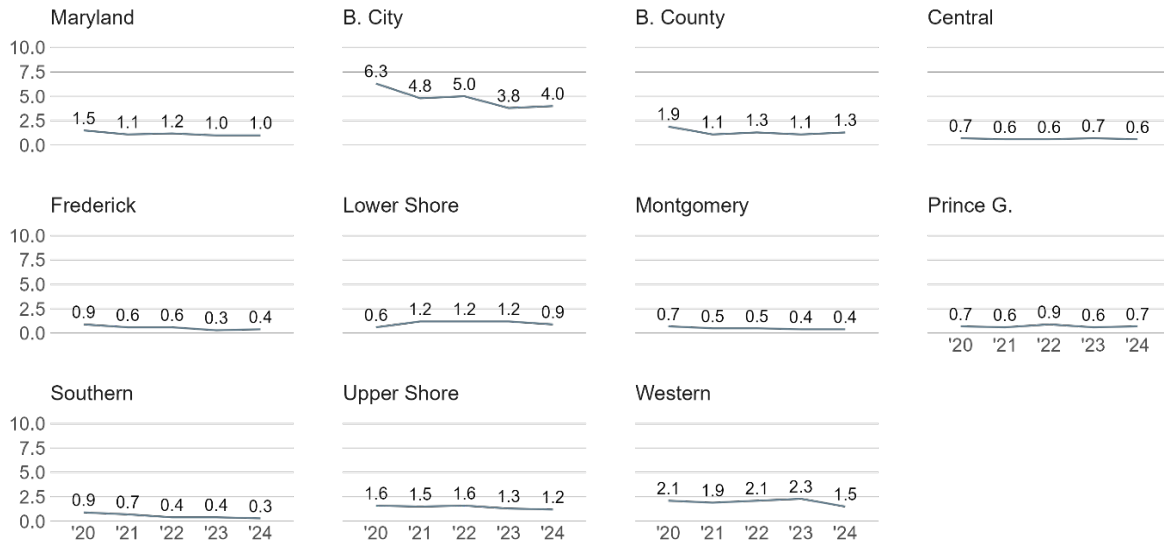 Maryland B. City B. County Central
10.0
7.5
5.0
2.5
0.0
1.5 1.1 1.2 1.0 1.0
6.3 4.8 5.0 3.8 4.0
1.9 1.1 1.3 1.1 1.3
0.7 0.6 0.6 0.7 0.6
Frederick Lower Shore Montgomery Prince G.
10.0
7.5
5.0
2.5
0.0
0.9 0.6 0.6 0.3 0.4
0.6 1.2 1.2 1.2 0.9
0.7 0.5 0.5 0.4 0.4
0.7 0.6 0.9 0.6 0.7
'20 '21 '22 '23 '24
Southern Upper Shore Western
10.0
7.5
5.0
2.5
0.0
0.9 0.7 0.4 0.4 0.3
1.6 1.5 1.6 1.3 1.2
2.1 1.9 2.1 2.3 1.5
'20 '21 '22 '23 '24 '20 '21 '22 '23 '24 '20 '21 '22 '23 '24